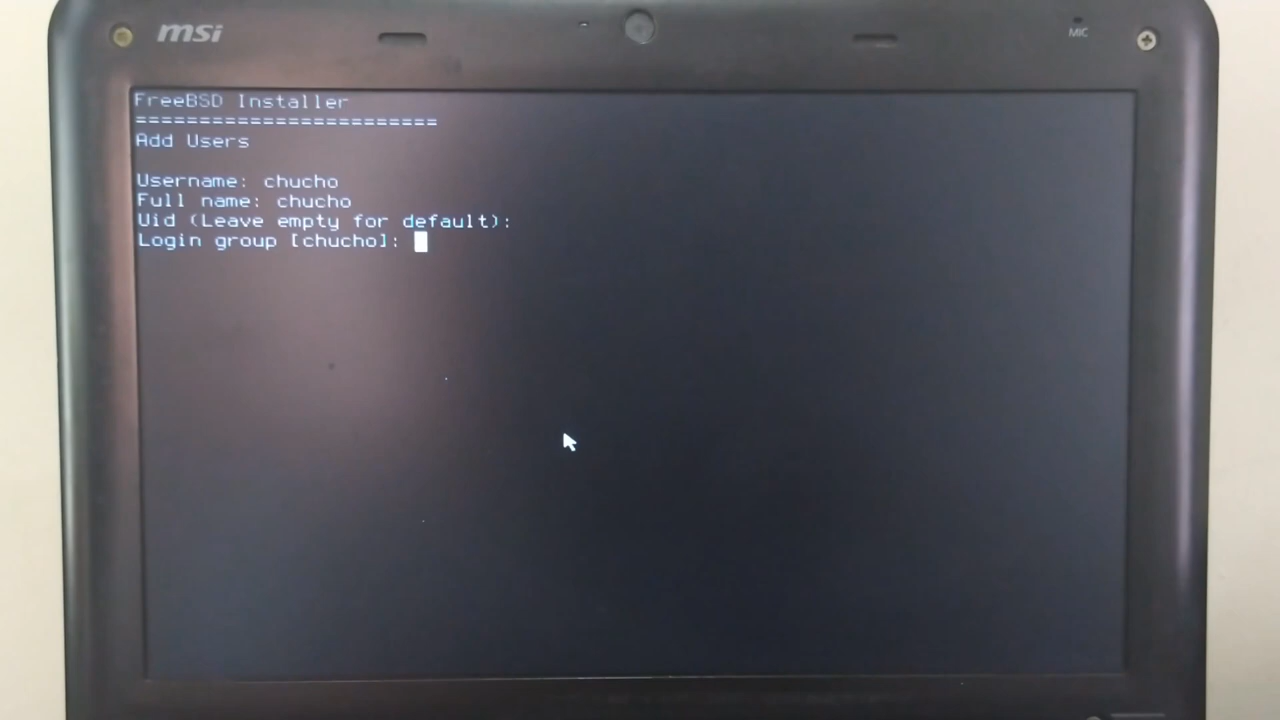 msi
MIC
FreeBSD Installer
========================
Add Users
Username: chucho
Full name: chucho
Uid (Leave empty for default):
Login group [chucho]: